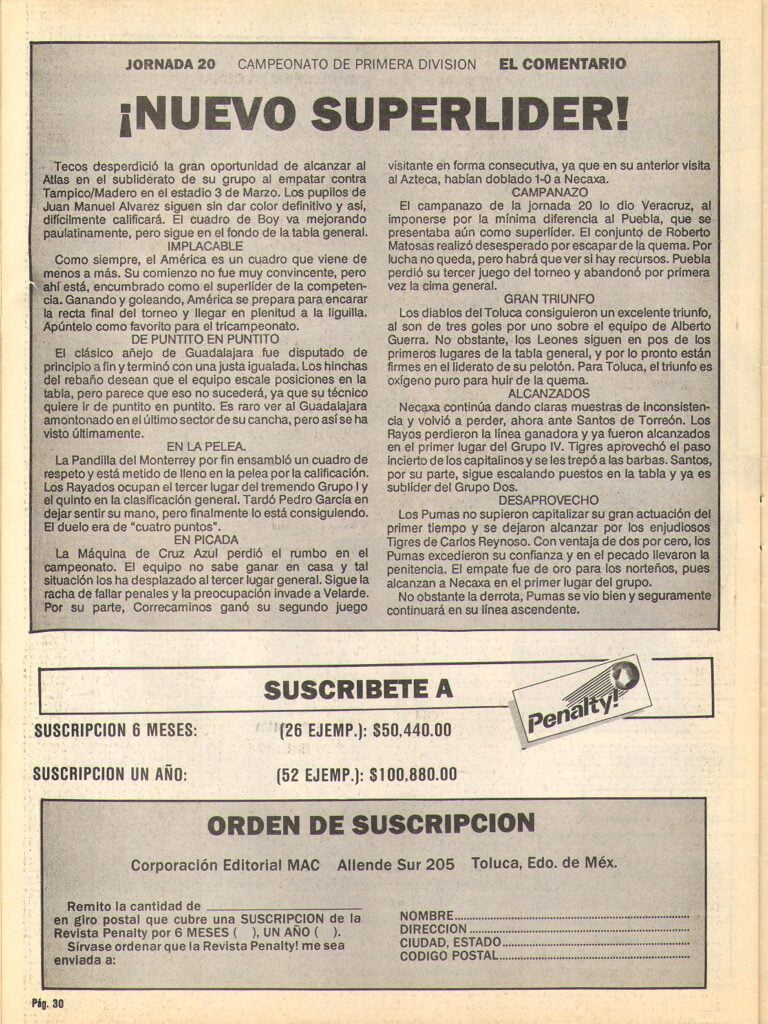 JORNADA 20 CAMPEONATO DE PRIMERA DIVISION EL COMENTARIO
¡NUEVO SUPERLIDER!
Tecos desperdició la gran oportunidad de alcanzar al
Atlas en el subliderato de su grupo al empatar contra
Tampico/Madero en el estadio 3 de Marzo. Los pupilos de
Juan Manuel Alvarez siguen sin dar color definitivo y así,
difícilmente calificará. El cuadro de Boy va mejorando
paulatinamente, pero sigue en el fondo de la tabla general.
IMPLACABLE
Como siempre, el América es un cuadro que viene de
menos a más. Su comienzo no fue muy convincente, pero
ahí está, encumbrado como el superlíder de la competen-
cia. Ganando y goleando, América se prepara para encarar
la recta final del torneo y llegar en plenitud a la liguilla.
Apúntelo como favorito para el tricampeonato.
DE PUNTITO EN PUNTITO
El clásico añejo de Guadalajara fue disputado de
principio a fin y terminó con una justa igualada. Los hinchas
del rebaño desean que el equipo escale posiciones en la
tabla, pero parece que eso no sucederá, ya que su técnico
quiere ir de puntito en puntito. Es raro ver al Guadalajara
amontonado en el último sector de su cancha, pero así se ha
visto últimamente.
EN LA PELEA.
La Pandilla del Monterrey por fin ensambló un cuadro de
respeto y está metido de lleno en la pelea por la calificación.
Los Rayados ocupan el tercer lugar del tremendo Grupo I y
el quinto en la clasificación general. Tardó Pedro García en
dejar sentir su mano, pero finalmente lo está consiguiendo.
El duelo era de "cuatro puntos".
EN PICADA
La Máquina de Cruz Azul perdió el rumbo en el
campeonato. El equipo no sabe ganar en casa y tal
situación los ha desplazado al tercer lugar general. Sigue la
racha de fallar penales y la preocupación invade a Velarde.
Por su parte, Correcaminos ganó su segundo juego
visitante en forma consecutiva, ya que en su anterior visita
al Azteca, habían doblado 1-0 a Necaxa.
CAMPANAZO
El campanazo de la jornada 20 lo dio Veracruz, al
imponerse por la mínima diferencia al Puebla, que se
presentaba aún como superlíder. El conjunto de Roberto
Matosas realizó desesperado por escapar de la quema. Por
lucha no queda, pero habrá que ver si hay recursos. Puebla
perdió su tercer juego del torneo y abandonó por primera
vez la cima general.
GRAN TRIUNFO
Los diablos del Toluca consiguieron un excelente triunfo,
al son de tres goles por uno sobre el equipo de Alberto
Guerra. No obstante, los Leones siguen en pos de los
primeros lugares de la tabla general, y por lo pronto están
firmes en el liderato de su pelotón. Para Toluca, el triunfo es
oxígeno puro para huir de la quema.
ALCANZADOS
Necaxa continúa dando claras muestras de inconsisten-
cia y volvió a perder, ahora ante Santos de Torreón. Los
Rayos perdieron la línea ganadora y ya fueron alcanzados
en el primer lugar del Grupo IV. Tigres aprovechó el paso
incierto de los capitalinos y se les trepó a las barbas. Santos,
por su parte, sigue escalando puestos en la tabla y ya es
sublíder del Grupo Dos.
DESAPROVECHO
Los Pumas no supieron capitalizar su gran actuación del
primer tiempo y se dejaron alcanzar por los enjudiosos
Tigres de Carlos Reynoso. Con ventaja de dos por cero, los
Pumas excedieron su confianza y en el pecado llevaron la
penitencia. El empate fue de oro para los norteños, pues
alcanzan a Necaxa en el primer lugar del grupo.
No obstante la derrota, Pumas se vio bien y seguramente
continuará en su línea ascendente.
SUSCRIBETE A
Penalty!
SUSCRIPCION 6 MESES: (26 EJEMP.): $50,440.00
SUSCRIPCION UN AÑO: (52 EJEMP.): $100,880.00
ORDEN DE SUSCRIPCION
Corporación Editorial MAC Allende Sur 205 Toluca, Edo. de Méx.
Remito la cantidad de ______________________
en giro postal que cubre una SUSCRIPCION de la
Revista Penalty por 6 MESES ( ), UN AÑO ( ).
Sírvase ordenar que la Revista Penalty! me sea
enviada a:
NOMBRE..............................
DIRECCION..............................
CIUDAD, ESTADO..............................
CODIGO POSTAL..............................
Pág. 30